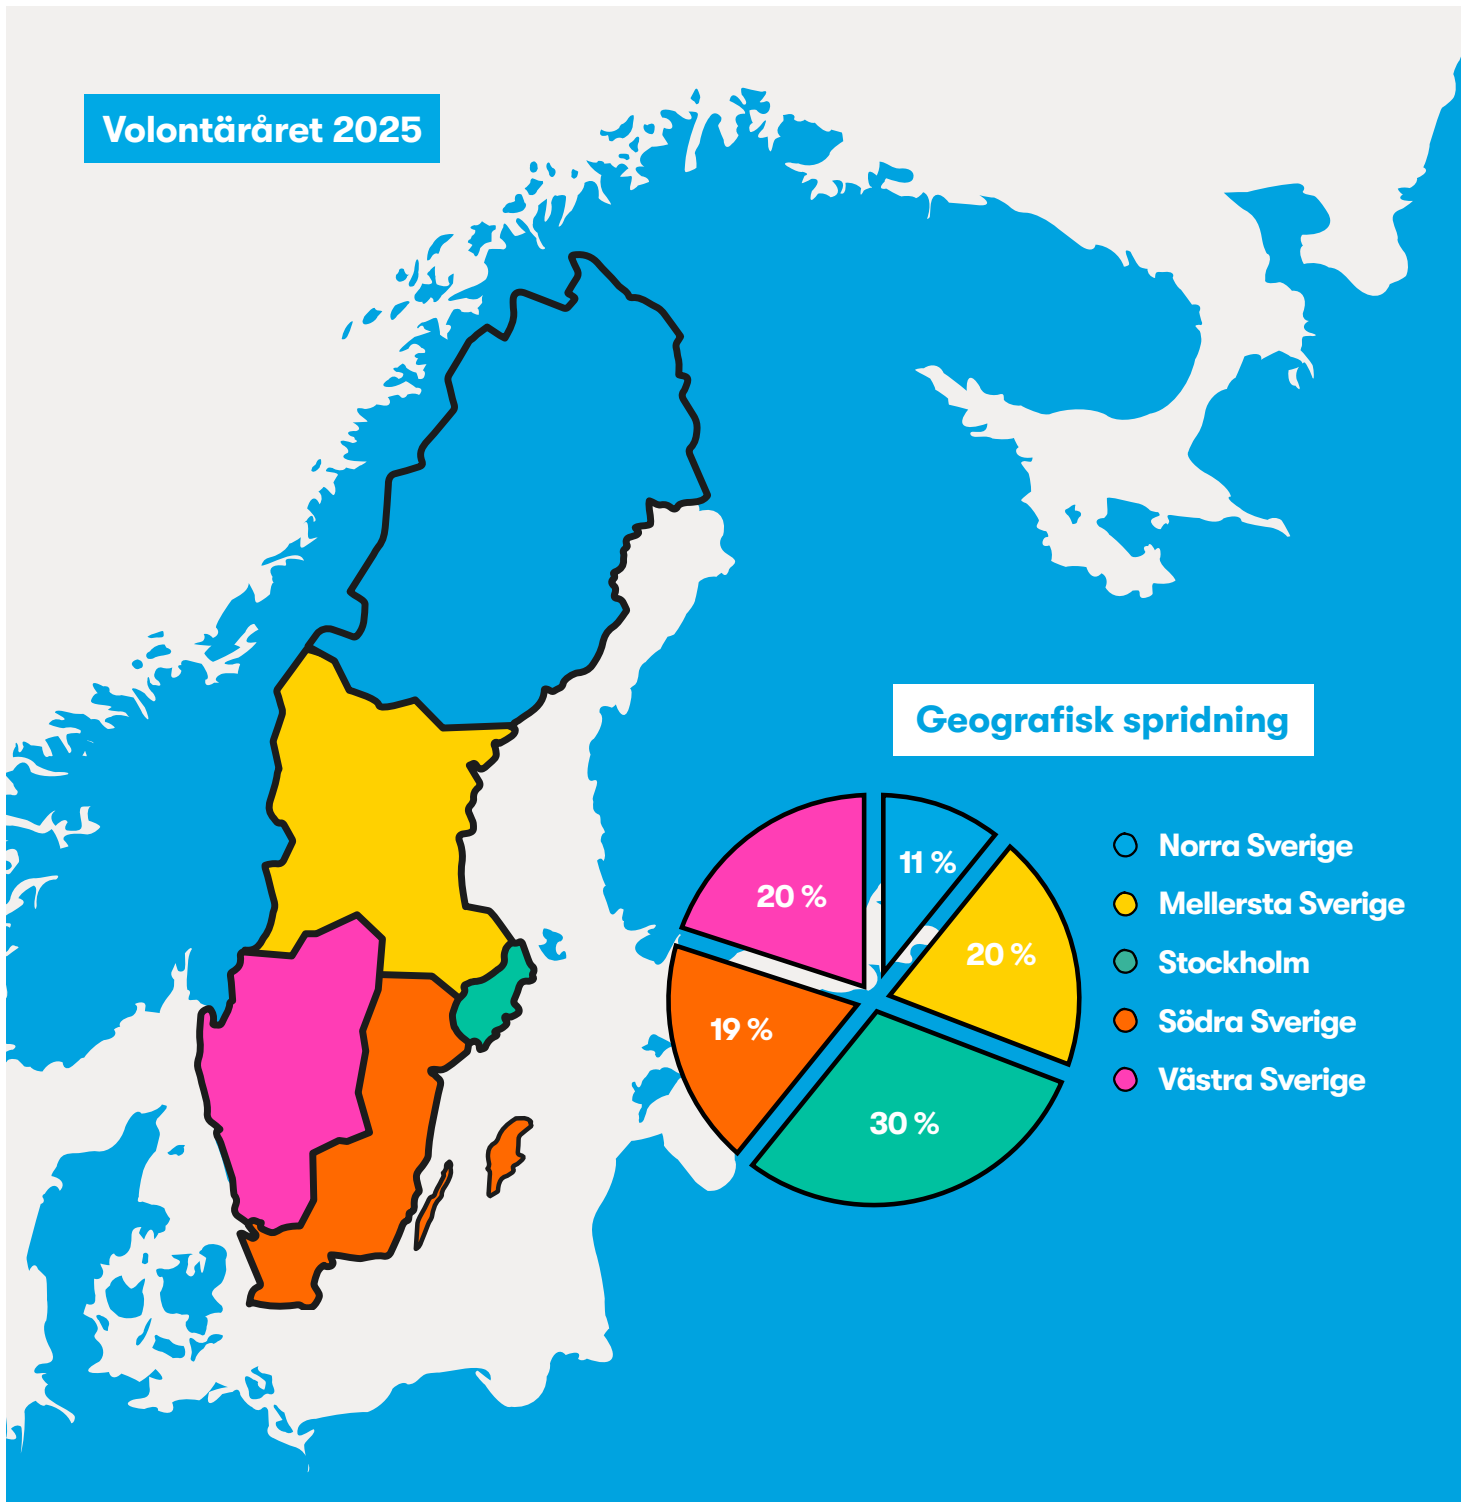 Volontäråret 2025
Geografisk spridning
11 %
20 %
20 %
19 %
30 %
Norra Sverige
Mellersta Sverige
Stockholm
Södra Sverige
Västra Sverige